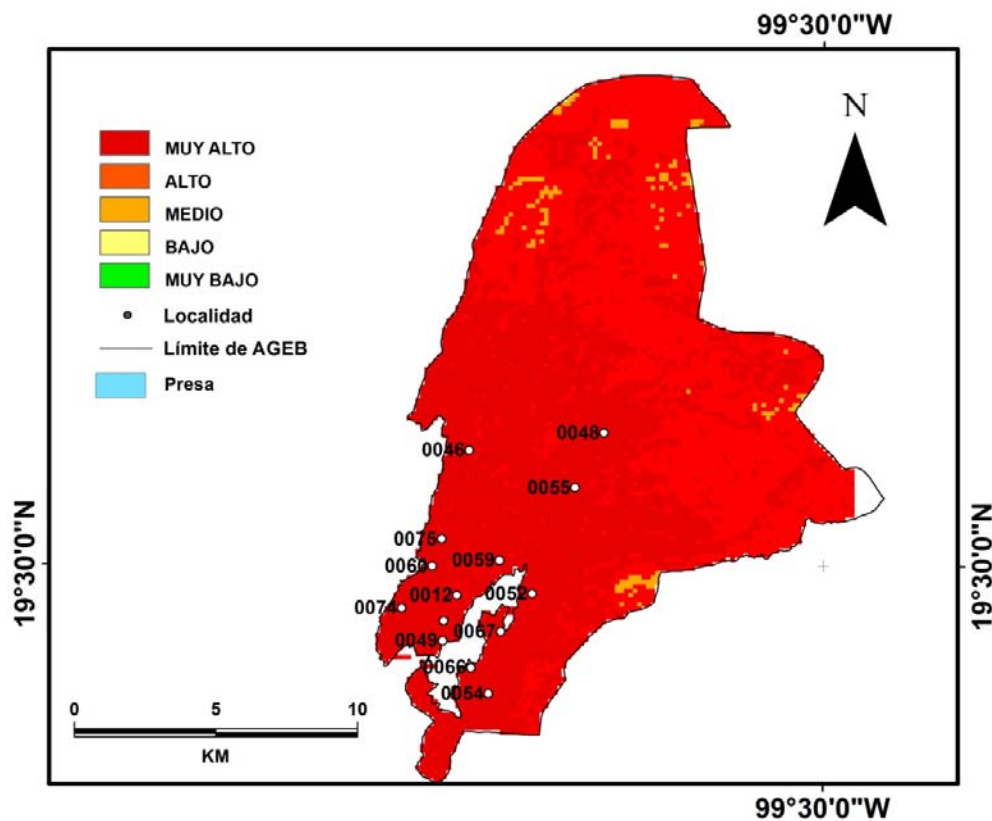 99°30'0"W
N
MUY ALTO
ALTO
MEDIO
BAJO
MUY BAJO
Localidad
Límite de AGEB
Presa
0048
0046
0055
0075
0059
0060
0012
0052
0074
0067
0049
0066
0054
19°30'0"N
19°30'0"N
0 5 10
KM
99°30'0"W